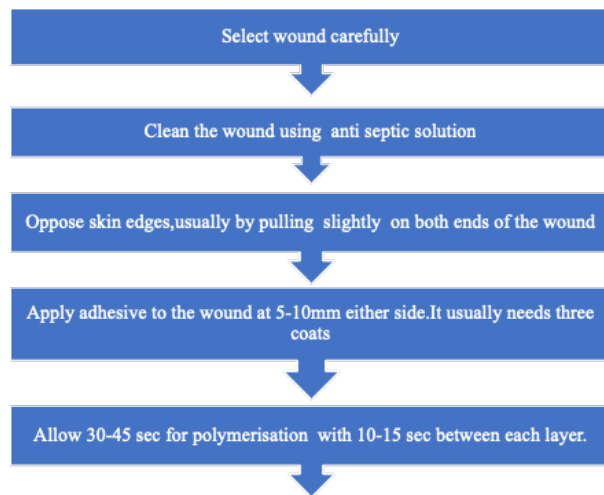 Select wound carefully
Clean the wound using anti septic solution
Oppose skin edges,usually by pulling slightly on both ends of the wound
Apply adhesive to the wound at 5-10mm either side.It usually needs three
coats
Allow 30-45 sec for polymerisation with 10-15 sec between each layer.